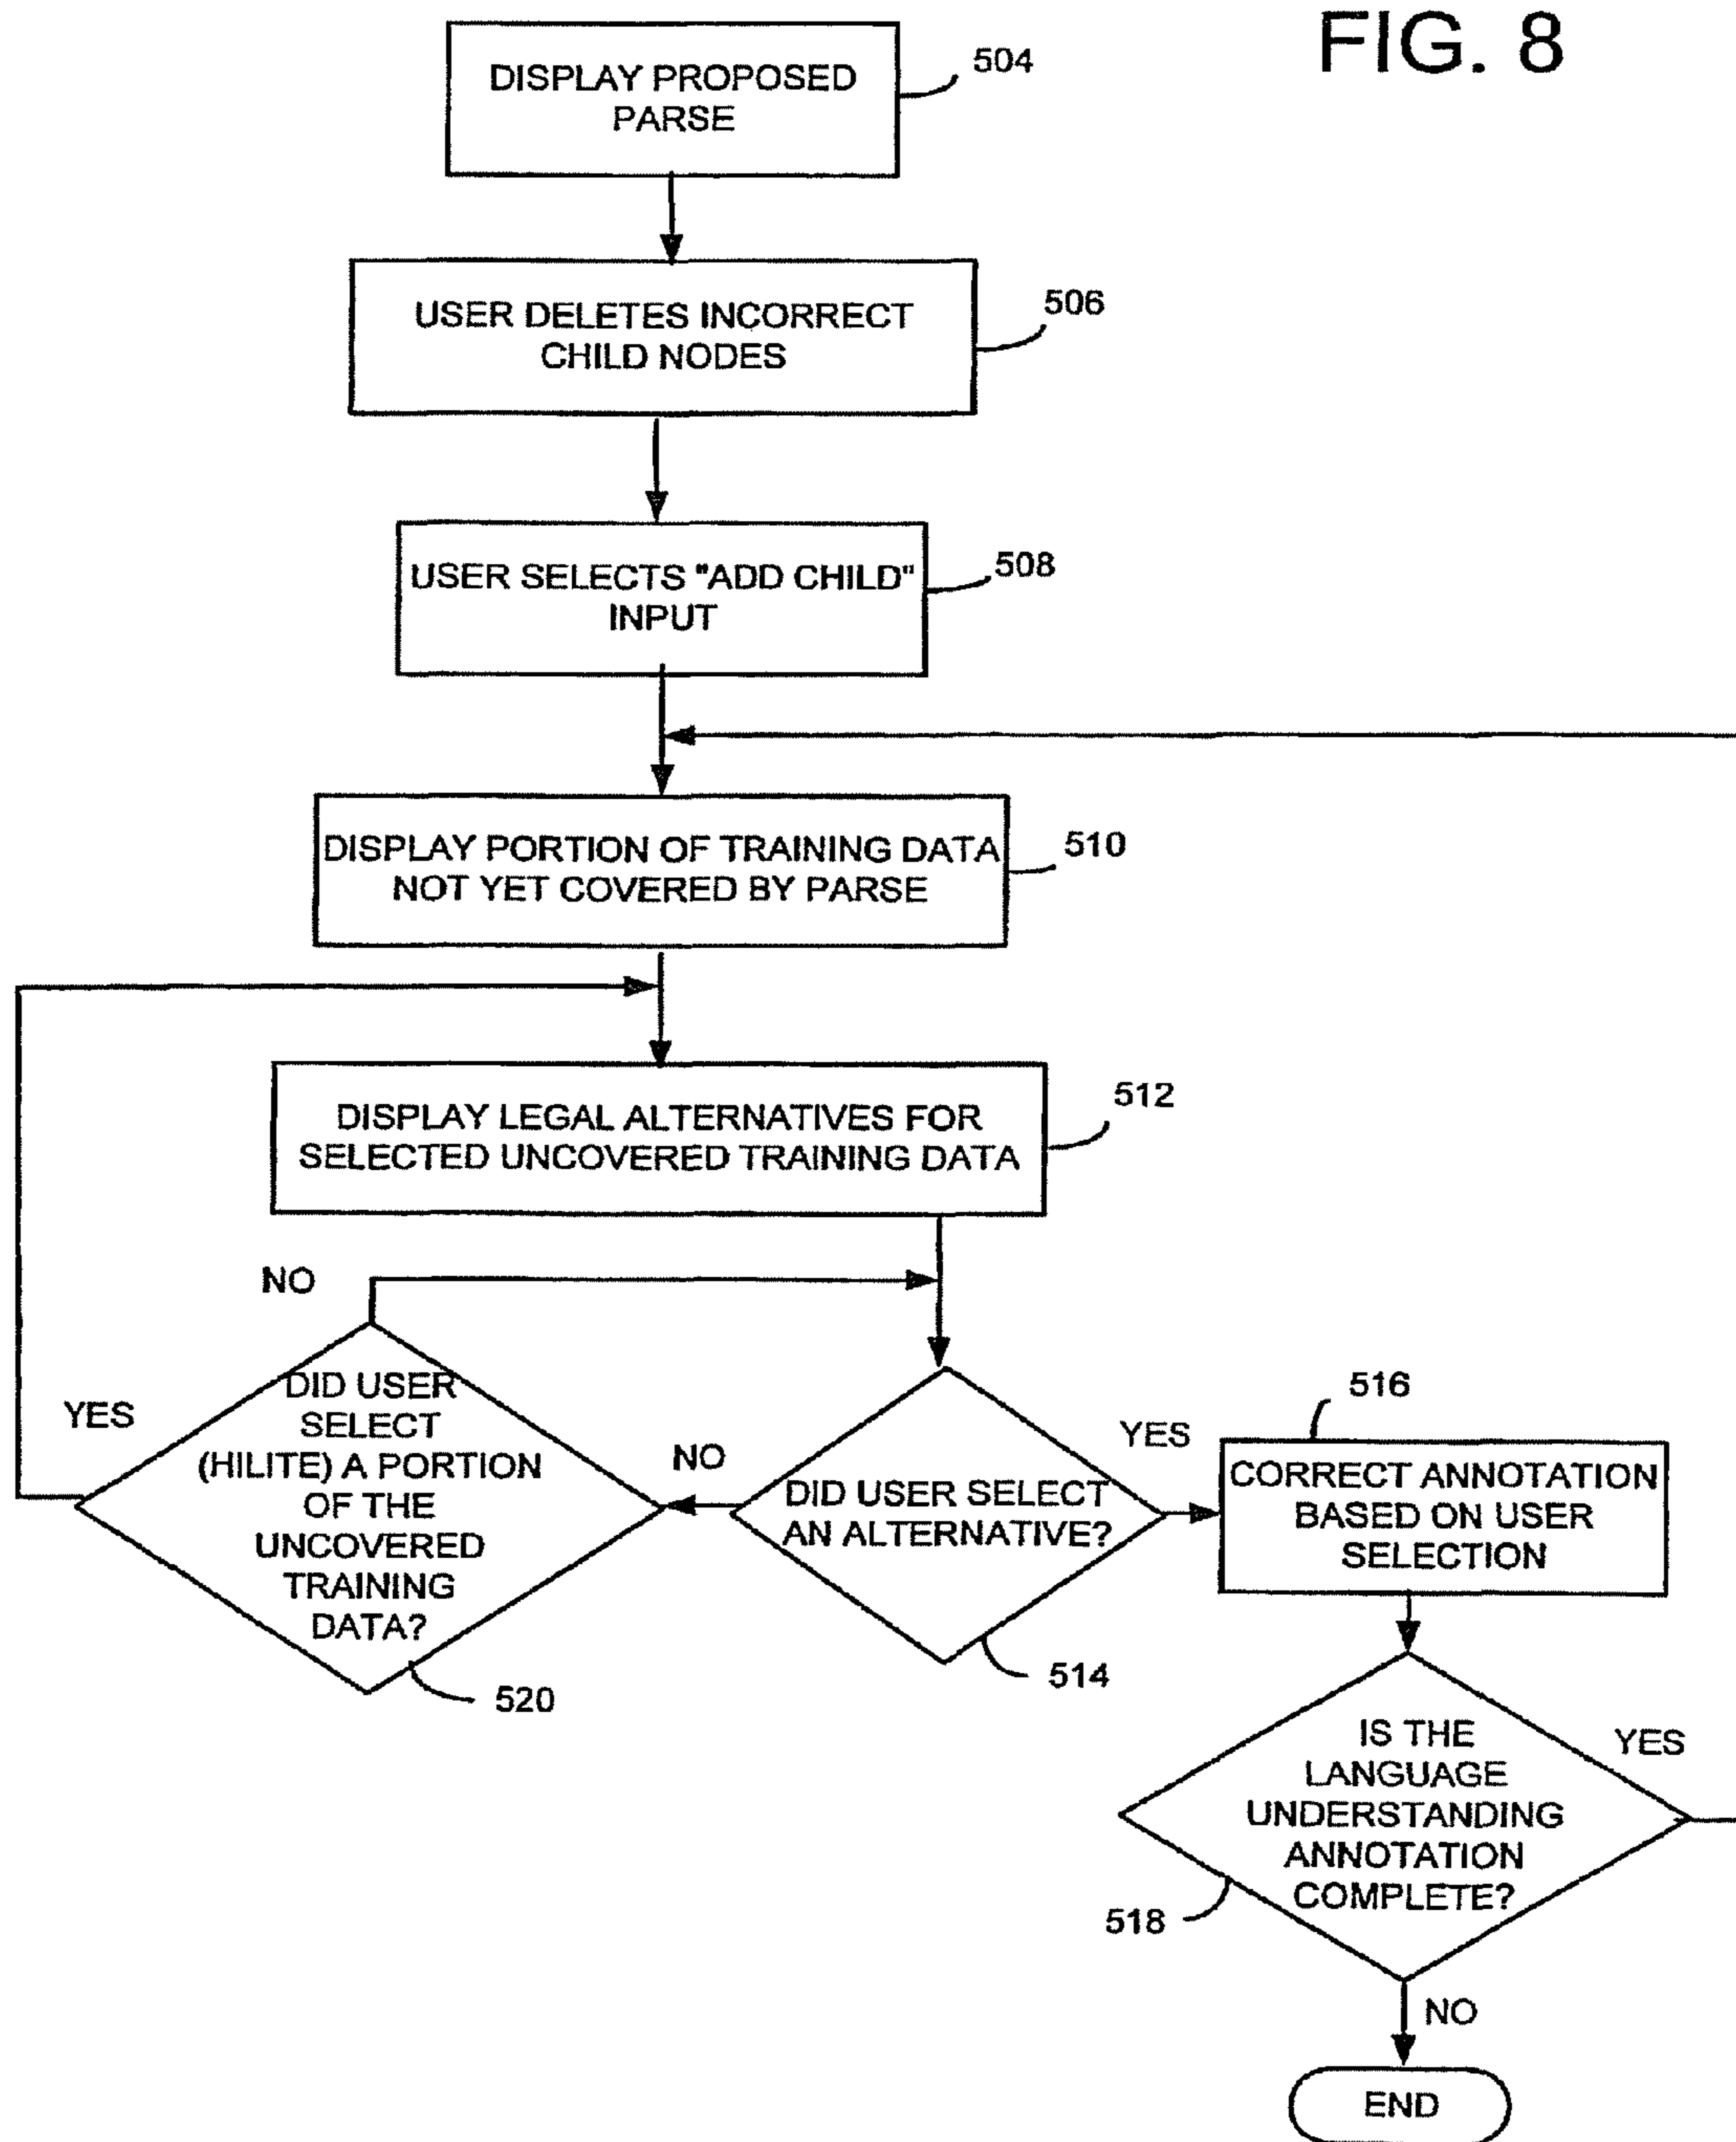 FIG. 8
DISPLAY PROPOSED
PARSE
504
USER DELETES INCORRECT
CHILD NODES
506
USER SELECTS "ADD CHILD"
INPUT
508
DISPLAY PORTION OF TRAINING DATA
NOT YET COVERED BY PARSE
510
DISPLAY LEGAL ALTERNATIVES FOR
SELECTED UNCOVERED TRAINING DATA
512
NO
YES
DID USER
SELECT
(HILITE) A PORTION
OF THE
UNCOVERED
TRAINING
DATA?
520
NO
DID USER SELECT
AN ALTERNATIVE?
514
YES
516
CORRECT ANNOTATION
BASED ON USER
SELECTION
IS THE
LANGUAGE
UNDERSTANDING
ANNOTATION
COMPLETE?
518
YES
NO
END